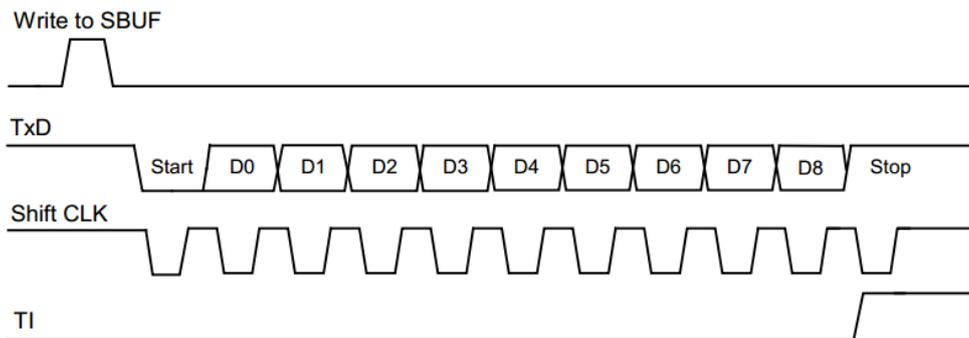 Write to SBUF
TxD
Start D0 D1 D2 D3 D4 D5 D6 D7 D8 Stop
Shift CLK
TI